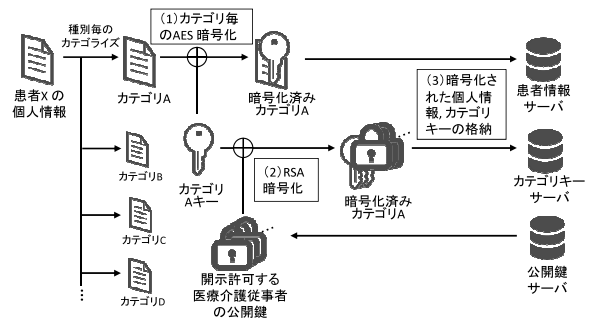 種別毎の
カテゴライズ
(1)カテゴリ毎
のAES 暗号化
患者Xの
個人情報
カテゴリA
暗号化済み
カテゴリA
(3)暗号化さ
れた個人情
報,カテゴリ
キーの格納
患者情報
サーバ
カテゴリB
カテゴリ
Aキー
(2)RSA
暗号化
暗号化済み
カテゴリA
カテゴリキー
サーバ
カテゴリC
カテゴリD
開示許可する
医療介護従事者
の公開鍵
公開鍵
サーバ